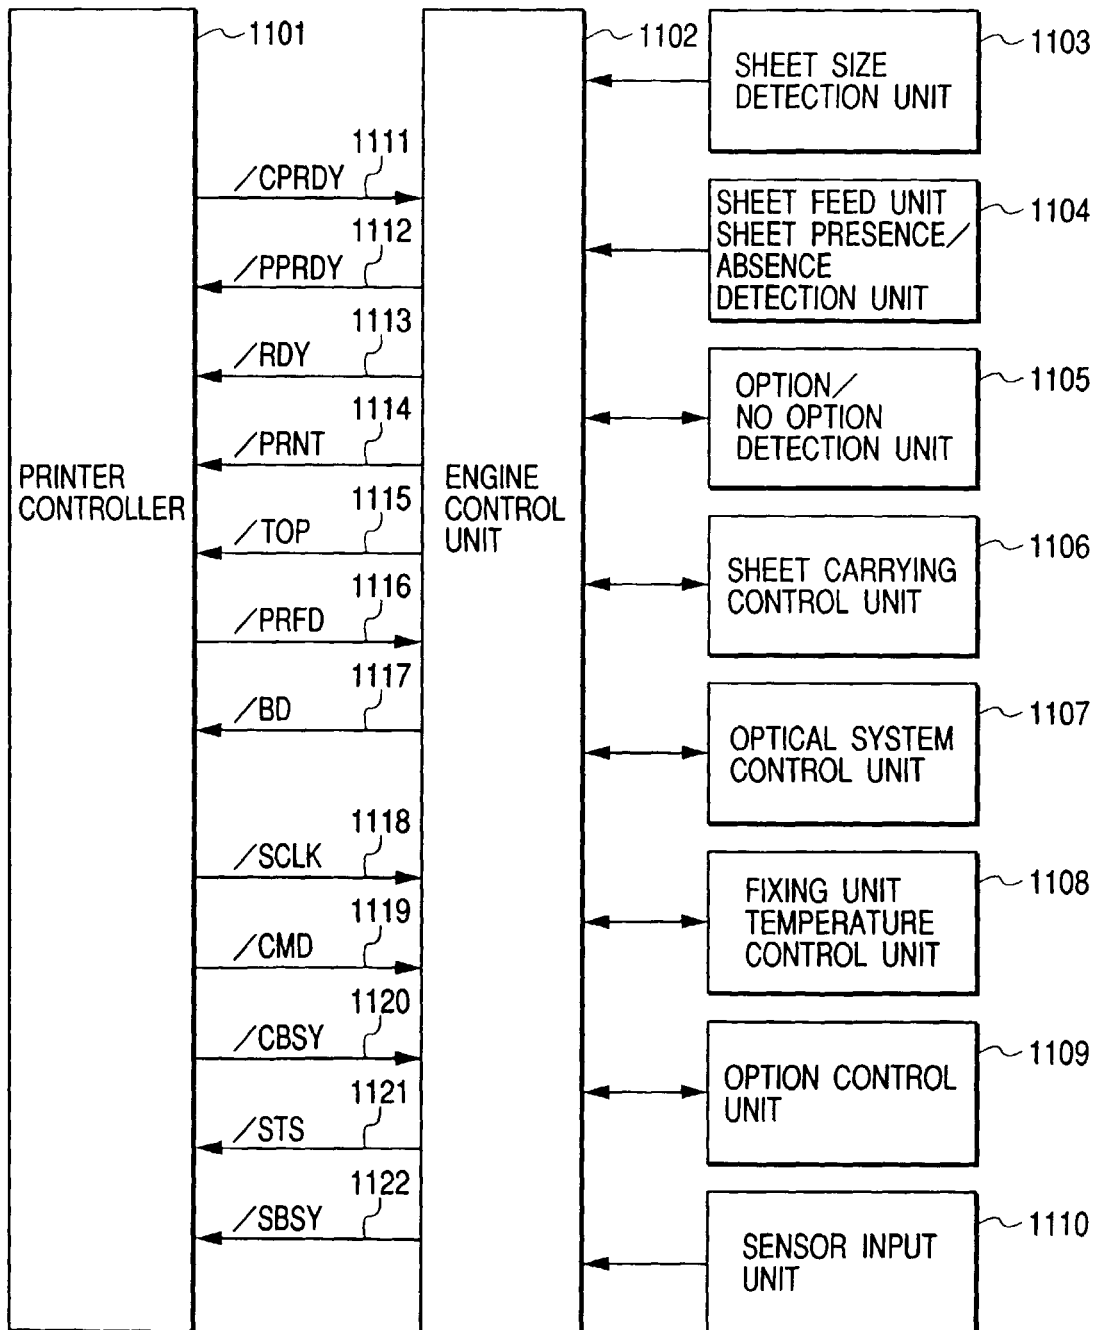 1101
1102
1103
SHEET SIZE
DETECTION UNIT
1111
/CPRDY
1104
SHEET FEED UNIT
SHEET PRESENCE/
ABSENCE
DETECTION UNIT
1112
/PPRDY
1113
/RDY
1105
OPTION/
NO OPTION
DETECTION UNIT
1114
/PRNT
PRINTER
CONTROLLER
ENGINE
CONTROL
UNIT
1115
/TOP
1106
SHEET CARRYING
CONTROL UNIT
1116
/PRFD
1117
/BD
1107
OPTICAL SYSTEM
CONTROL UNIT
1118
/SCLK
1108
FIXING UNIT
TEMPERATURE
CONTROL UNIT
1119
/CMD
1120
/CBSY
1109
OPTION CONTROL
UNIT
1121
/STS
1122
/SBSY
1110
SENSOR INPUT
UNIT